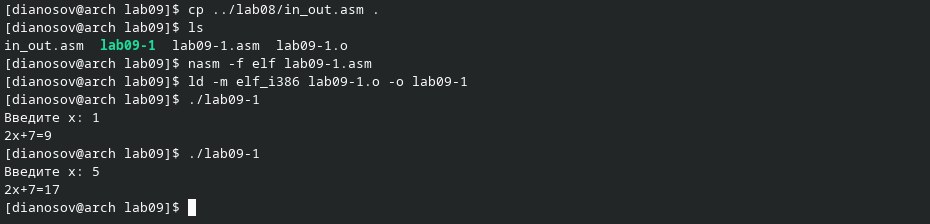 [dianosov@arch lab09]$ cp ../lab08/in_out.asm .
[dianosov@arch lab09]$ ls
in_out.asm  lab09-1  lab09-1.asm  lab09-1.o
[dianosov@arch lab09]$ nasm -f elf lab09-1.asm
[dianosov@arch lab09]$ ld -m elf_i386 lab09-1.o -o lab09-1
[dianosov@arch lab09]$ ./lab09-1
Введите x: 1
2x+7=9
[dianosov@arch lab09]$ ./lab09-1
Введите x: 5
2x+7=17
[dianosov@arch lab09]$